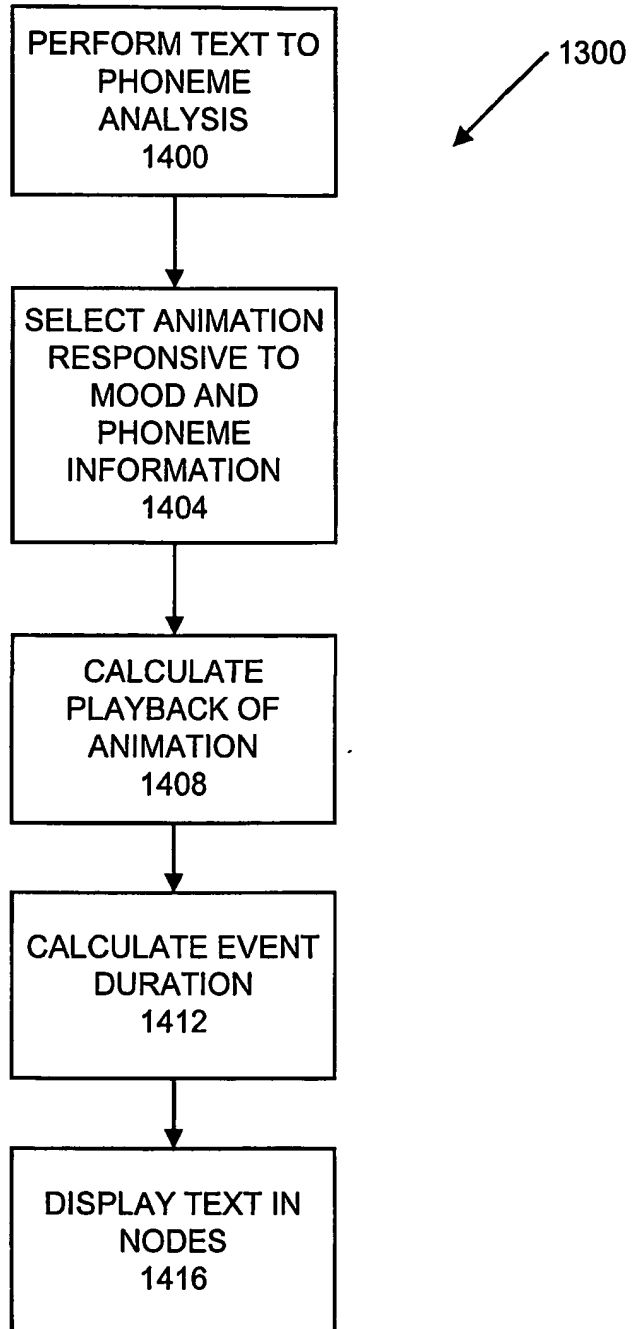 PERFORM TEXT TO
PHONEME
ANALYSIS
1400
1300
SELECT ANIMATION
RESPONSIVE TO
MOOD AND
PHONEME
INFORMATION
1404
CALCULATE
PLAYBACK OF
ANIMATION
1408
CALCULATE EVENT
DURATION
1412
DISPLAY TEXT IN
NODES
1416